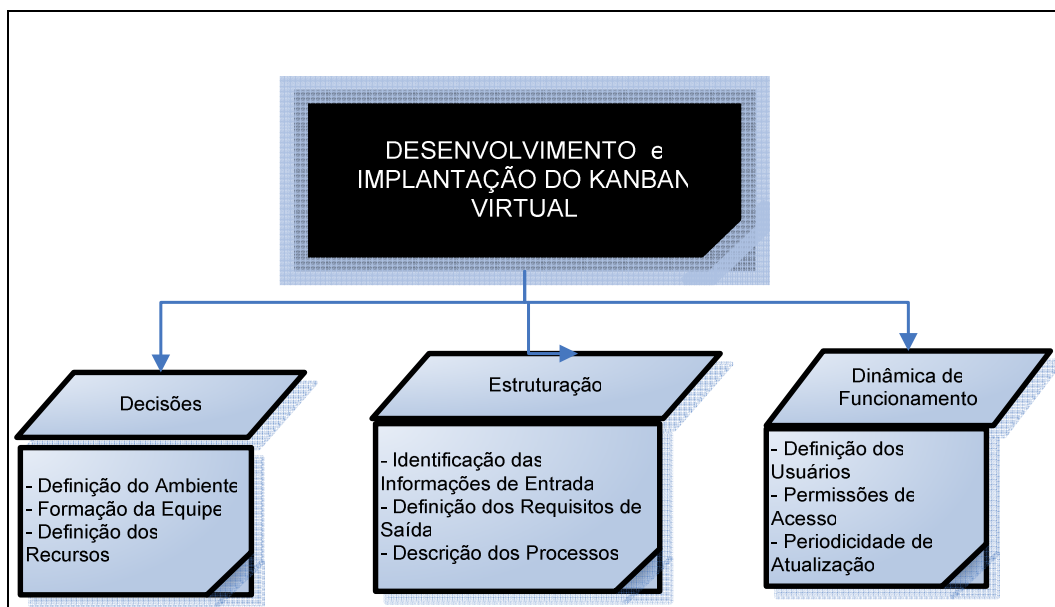 DESENVOLVIMENTO e
IMPLANTAÇÃO DO KANBAN
VIRTUAL
Decisões
- Definição do Ambiente
- Formação da Equipe
- Definição dos
Recursos
Estruturação
- Identificação das
Informações de Entrada
- Definição dos Requisitos de
Saída
- Descrição dos Processos
Dinâmica de
Funcionamento
- Definição dos
Usuários
- Permissões de
Acesso
- Periodicidade de
Atualização